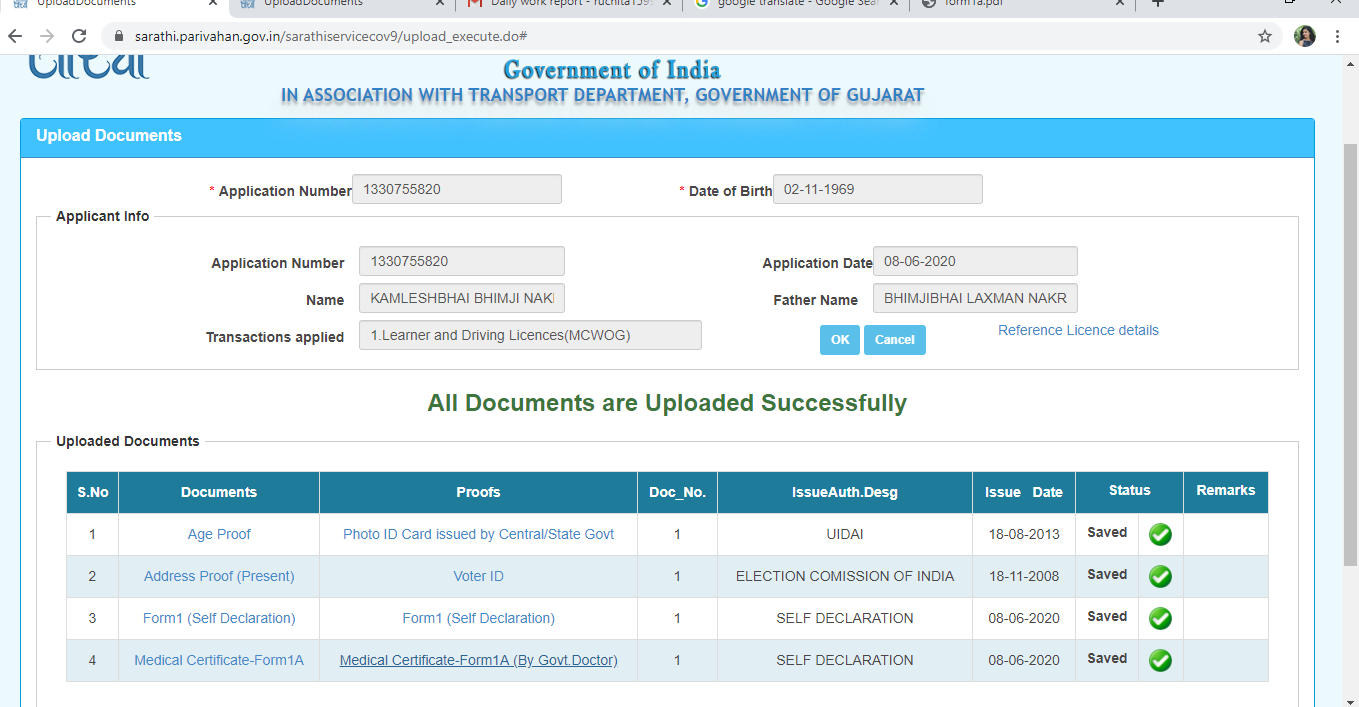 UploadDocuments
UploadDocuments
Daily work report - ruchita159
google translate - Google Sear
form1a.pdf
sarathi.parivahan.gov.in/sarathiservicecov9/upload_execute.do#
Government of India
IN ASSOCIATION WITH TRANSPORT DEPARTMENT, GOVERNMENT OF GUJARAT
Upload Documents
* Application Number 1330755820 * Date of Birth 02-11-1969
Applicant Info
Application Number 1330755820 Application Date 08-06-2020
Name KAMLESHBHAI BHIMJI NAKI Father Name BHIMJIBHAI LAXMAN NAKR
Transactions applied 1.Learner and Driving Licences(MCWOG) OK Cancel Reference Licence details
All Documents are Uploaded Successfully
Uploaded Documents
S.No Documents Proofs Doc_No. IssueAuth.Desg Issue Date Status Remarks
1 Age Proof Photo ID Card issued by Central/State Govt 1 UIDAI 18-08-2013 Saved
2 Address Proof (Present) Voter ID 1 ELECTION COMISSION OF INDIA 18-11-2008 Saved
3 Form1 (Self Declaration) Form1 (Self Declaration) 1 SELF DECLARATION 08-06-2020 Saved
4 Medical Certificate-Form1A Medical Certificate-Form1A (By Govt.Doctor) 1 SELF DECLARATION 08-06-2020 Saved